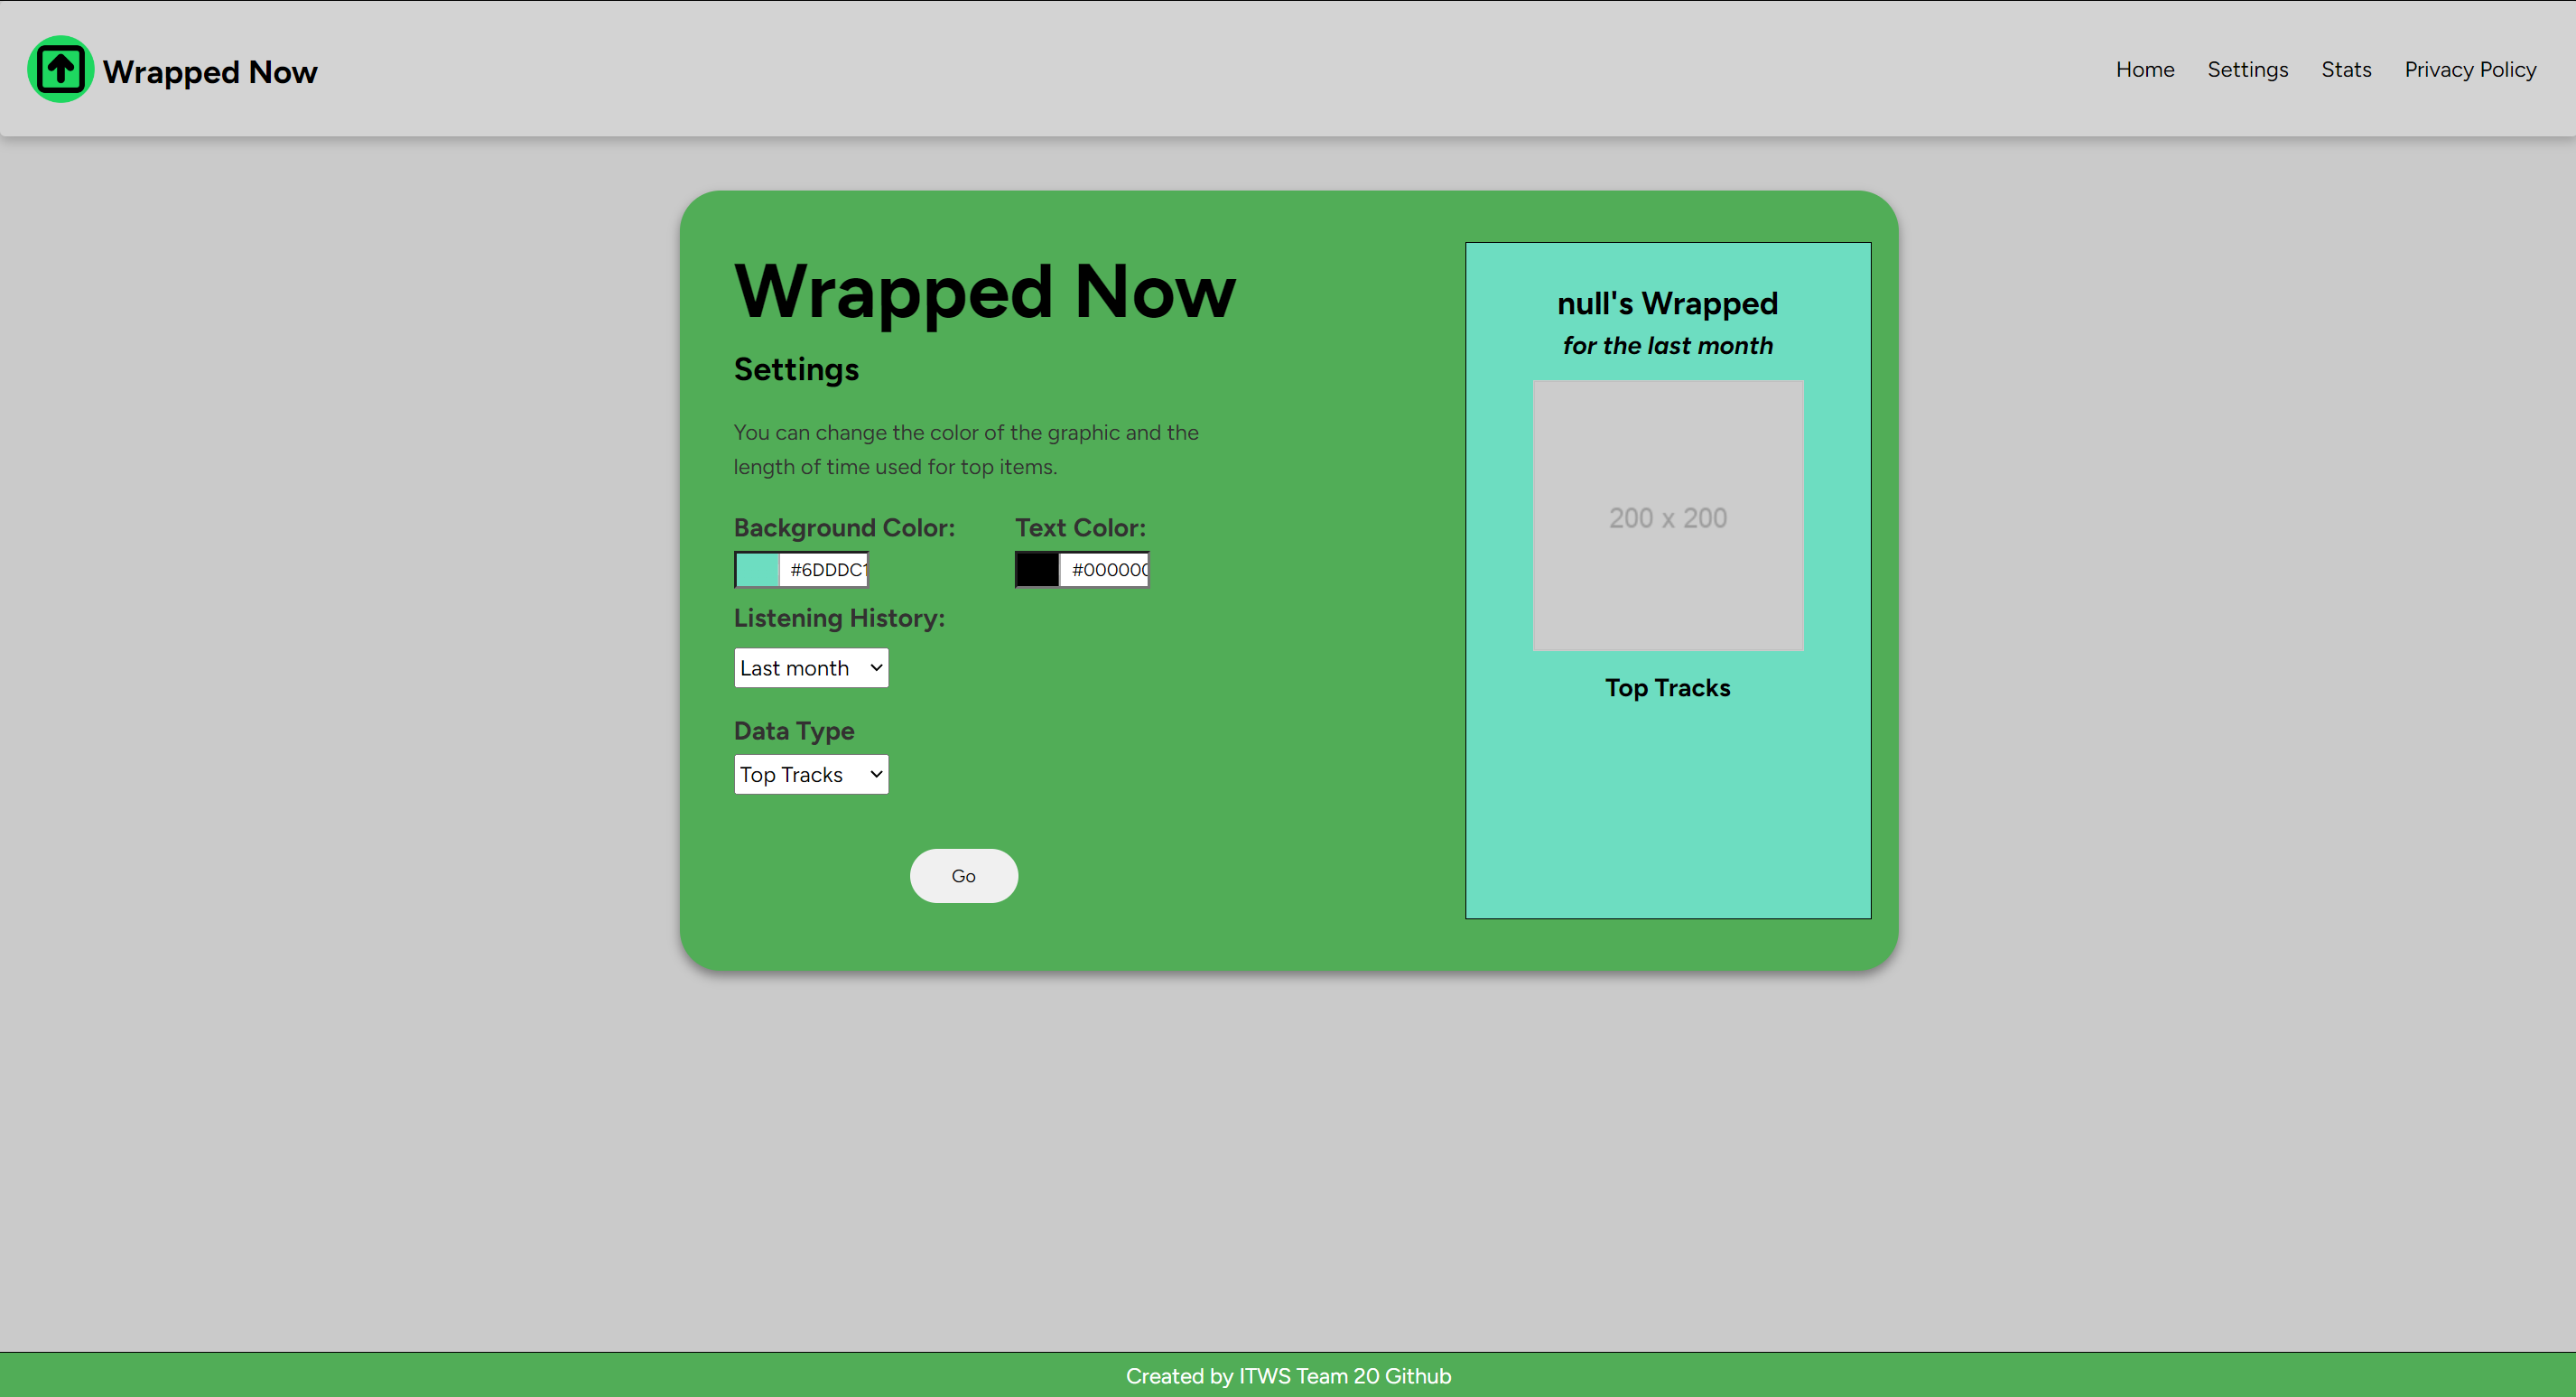 Wrapped Now
Home Settings Stats Privacy Policy
Wrapped Now
Settings
You can change the color of the graphic and the
length of time used for top items.
Background Color: Text Color:
#6DDDC1 #000000
Listening History:
Last month
Data Type
Top Tracks
Go
null's Wrapped
for the last month
200 x 200
Top Tracks
Created by ITWS Team 20 Github